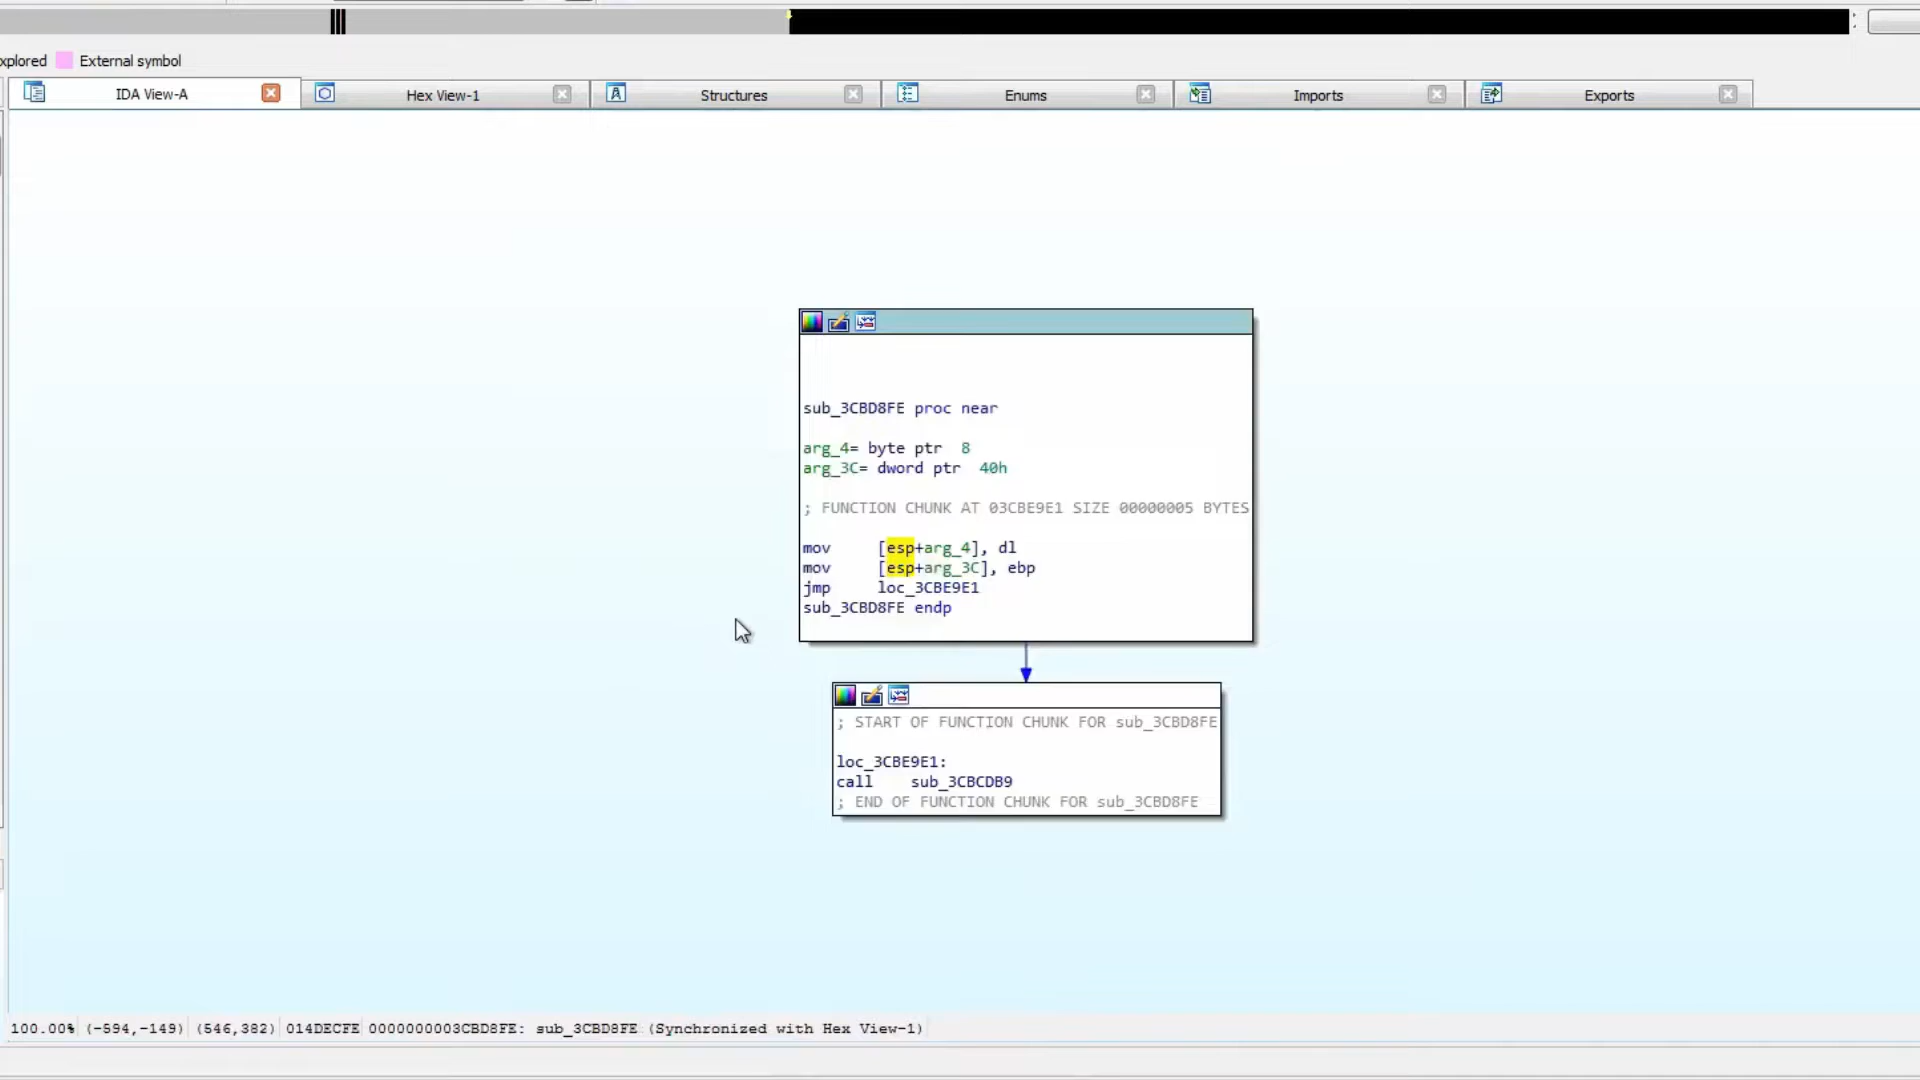 xplored External symbol
IDA View-A Hex View-1 Structures Enums Imports Exports
sub_3CBD8FE proc near
arg_4= byte ptr 8
arg_3C= dword ptr 40h
; FUNCTION CHUNK AT 03CBE9E1 SIZE 00000005 BYTES
mov [esp+arg_4], dl
mov [esp+arg_3C], ebp
jmp loc_3CBE9E1
sub_3CBD8FE endp
; START OF FUNCTION CHUNK FOR sub_3CBD8FE
loc_3CBE9E1:
call sub_3CBCDB9
; END OF FUNCTION CHUNK FOR sub_3CBD8FE
100.00% (-594,-149) (546,382) 014DECFE 0000000003CBD8FE: sub_3CBD8FE (Synchronized with Hex View-1)